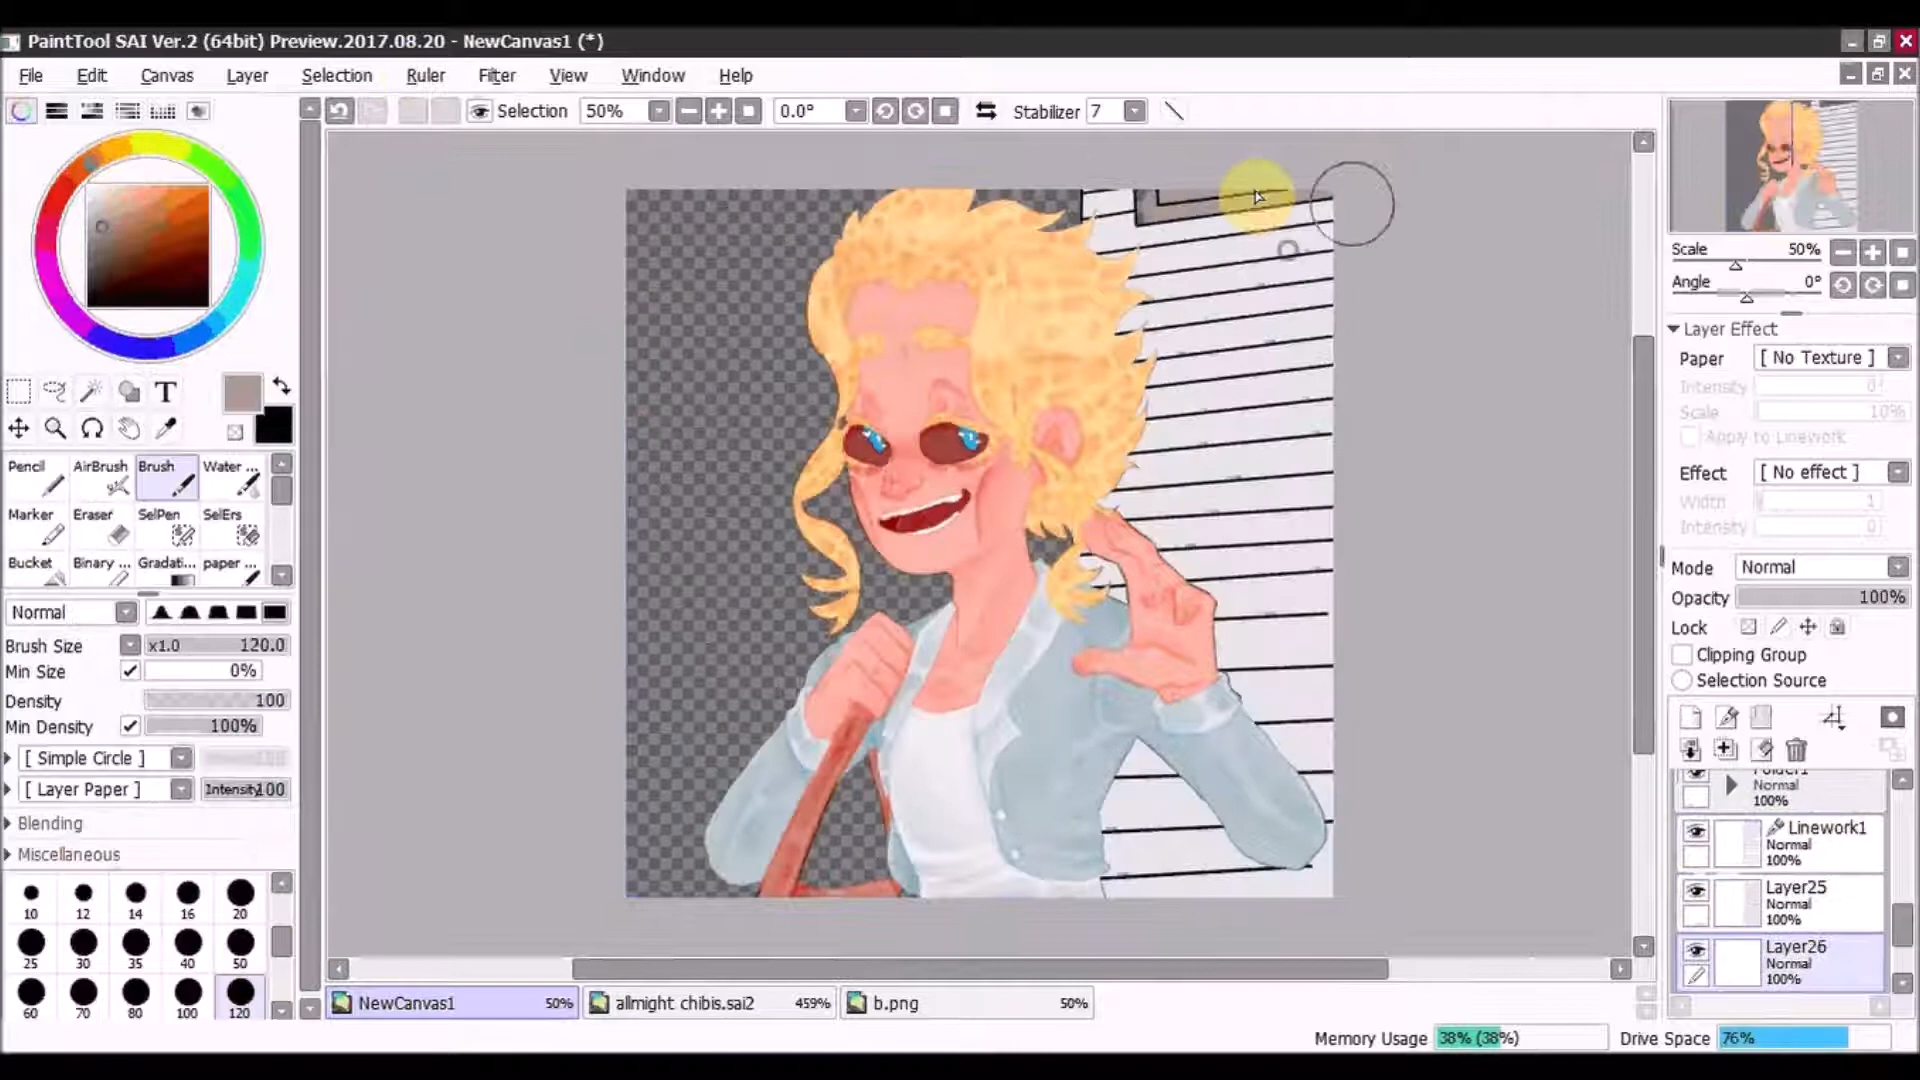 PaintTool SAI Ver.2 (64bit) Preview.2017.08.20 - NewCanvas1 (*)
File Edit Canvas Layer Selection Ruler Filter View Window Help
Selection 50% 0.0° Stabilizer 7
Scale 50%
Angle 0°
Layer Effect
Paper [ No Texture ]
Intensity 0
Scale 10%
Apply to Linework
Effect [ No effect ]
Width 1
Intensity 0
Mode Normal
Opacity 100%
Lock
Clipping Group
Selection Source
Folder1
Normal
100%
Linework1
Normal
100%
Layer25
Normal
100%
Layer26
Normal
100%
T
Pencil AirBrush Brush Water ...
Marker Eraser SelPen SelErs
Bucket Binary ... Gradati... paper ...
Normal
Brush Size x1.0 120.0
Min Size 0%
Density 100
Min Density 100%
[ Simple Circle ]
[ Layer Paper ] Intensity 100
Blending
Miscellaneous
10 12 14 16 20
25 30 35 40 50
60 70 80 100 120
NewCanvas1 50% allmight chibis.sai2 459% b.png 50%
Memory Usage 38% (38%) Drive Space 76%